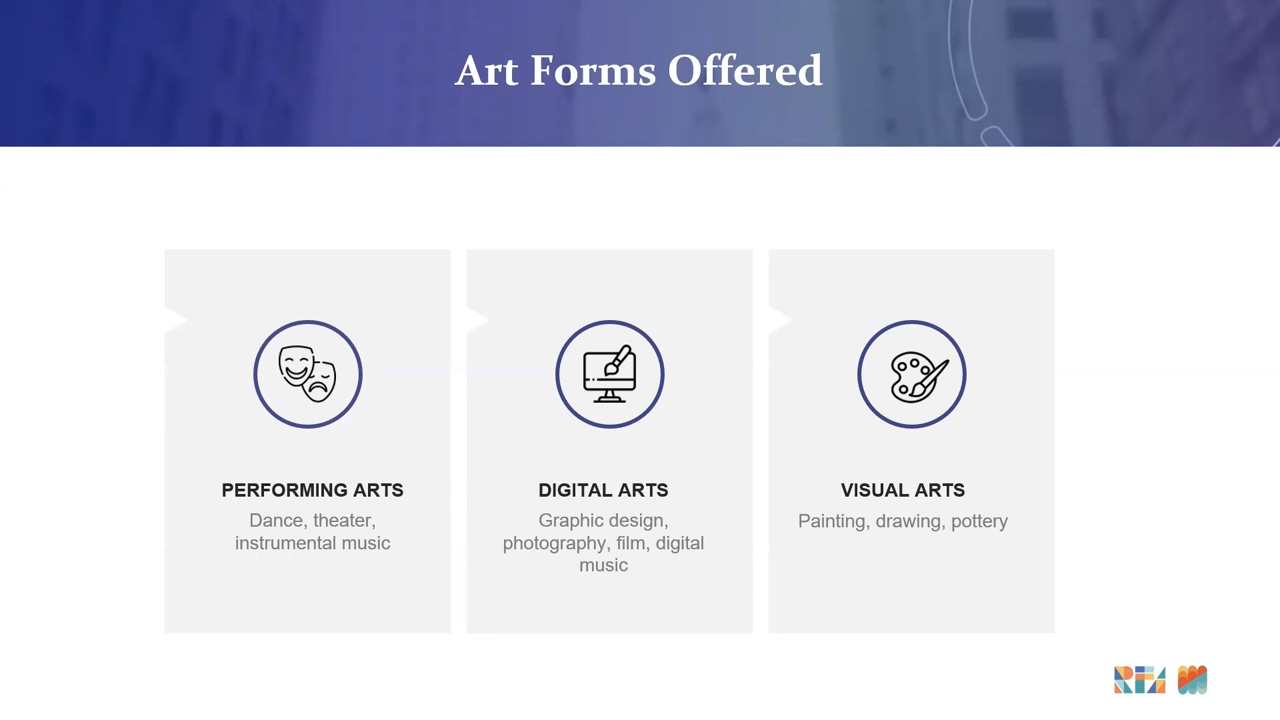 Art Forms Offered
PERFORMING ARTS
Dance, theater,
instrumental music
DIGITAL ARTS
Graphic design,
photography, film, digital
music
VISUAL ARTS
Painting, drawing, pottery